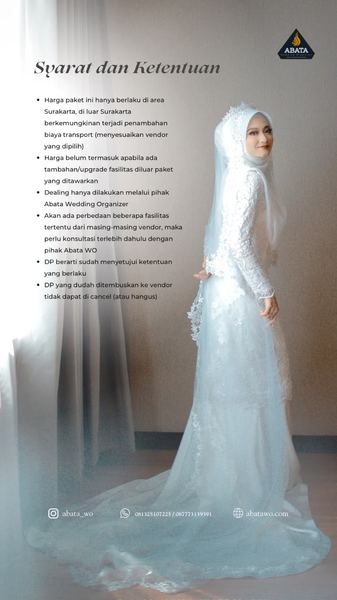 ABATA
Syarat dan Ketentuan
• Harga paket ini hanya berlaku di area
Surakarta, di luar Surakarta
berkemungkinan terjadi penambahan
biaya transport (menyesuaikan vendor
yang dipilih)
• Harga belum termasuk apabila ada
tambahan/upgrade fasilitas diluar paket
yang ditawarkan
• Dealing hanya dilakukan melalui pihak
Abata Wedding Organizer
• Akan ada perbedaan beberapa fasilitas
tertentu dari masing-masing vendor, maka
perlu konsultasi terlebih dahulu dengan
pihak Abata WO
• DP berarti sudah menyetujui ketentuan
yang berlaku
• DP yang dudah ditembuskan ke vendor
tidak dapat di cancel (atau hangus)
abata_wo
081325107225 / 087773139391
abatawo.com